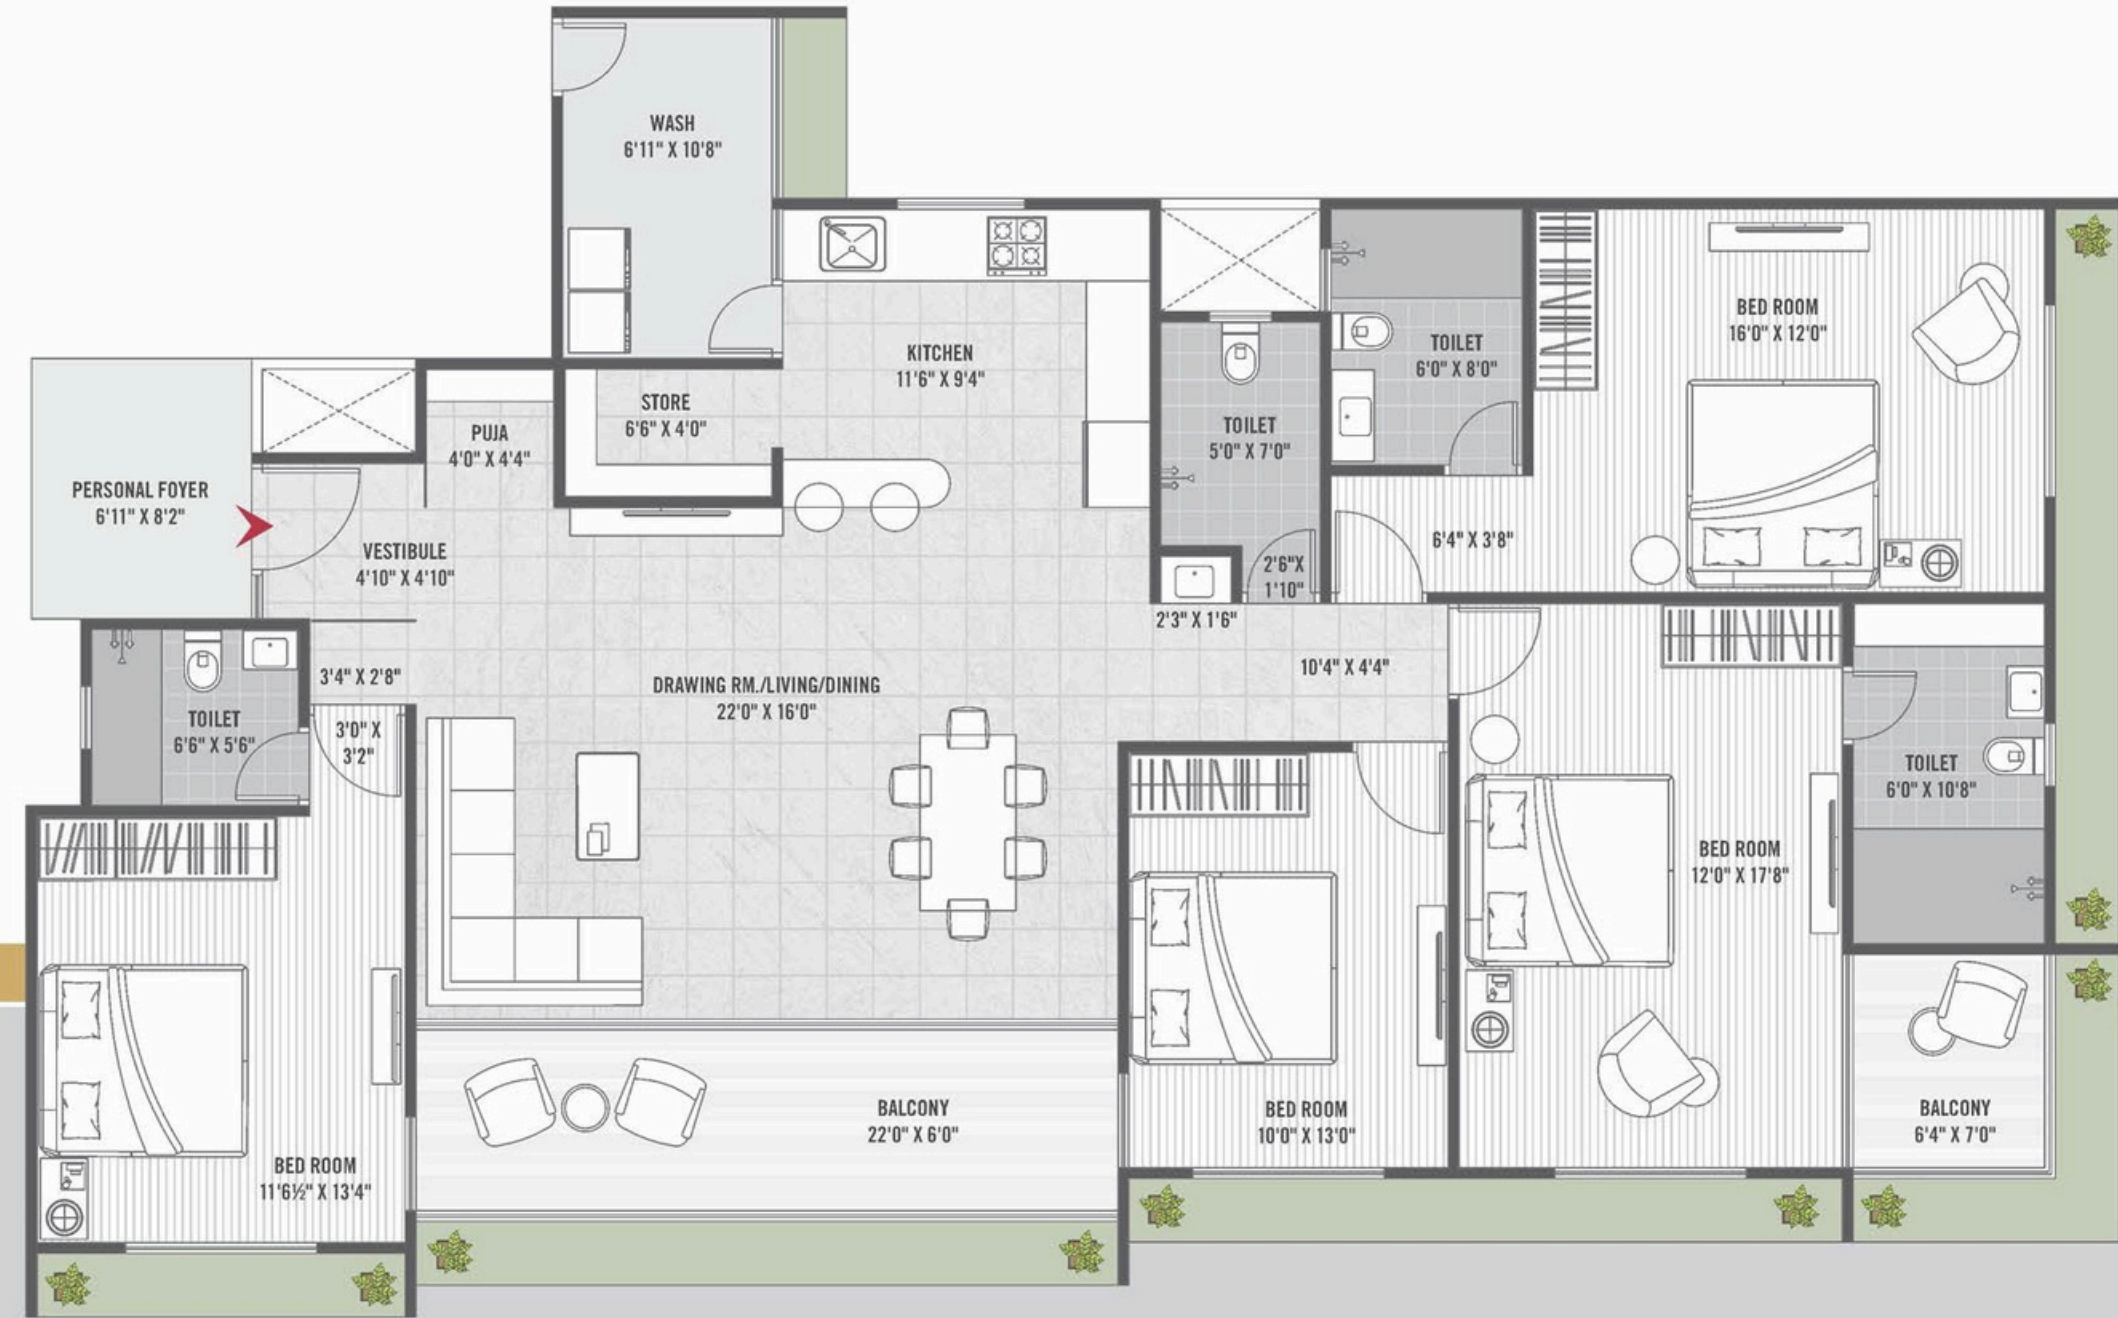 WASH
6'11" X 10'8"
KITCHEN
11'6" X 9'4"
STORE
6'6" X 4'0"
PUJA
4'0" X 4'4"
PERSONAL FOYER
6'11" X 8'2"
VESTIBULE
4'10" X 4'10"
TOILET
5'0" X 7'0"
TOILET
6'0" X 8'0"
BED ROOM
16'0" X 12'0"
6'4" X 3'8"
2'6"X
1'10"
2'3" X 1'6"
10'4" X 4'4"
3'4" X 2'8"
TOILET
6'6" X 5'6"
3'0" X
3'2"
DRAWING RM./LIVING/DINING
22'0" X 16'0"
TOILET
6'0" X 10'8"
BED ROOM
12'0" X 17'8"
BED ROOM
11'6½" X 13'4"
BALCONY
22'0" X 6'0"
BED ROOM
10'0" X 13'0"
BALCONY
6'4" X 7'0"